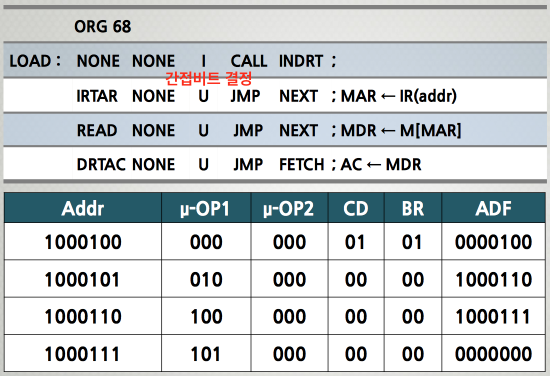 ORG 68
LOAD : NONE NONE I CALL INDRT ;
간접비트 결정
IRTAR NONE U JMP NEXT ; MAR ← IR(addr)
READ NONE U JMP NEXT ; MDR ← M[MAR]
DRTAC NONE U JMP FETCH ; AC ← MDR
Addr μ-OP1 μ-OP2 CD BR ADF
1000100 000 000 01 01 0000100
1000101 010 000 00 00 1000110
1000110 100 000 00 00 1000111
1000111 101 000 00 00 0000000